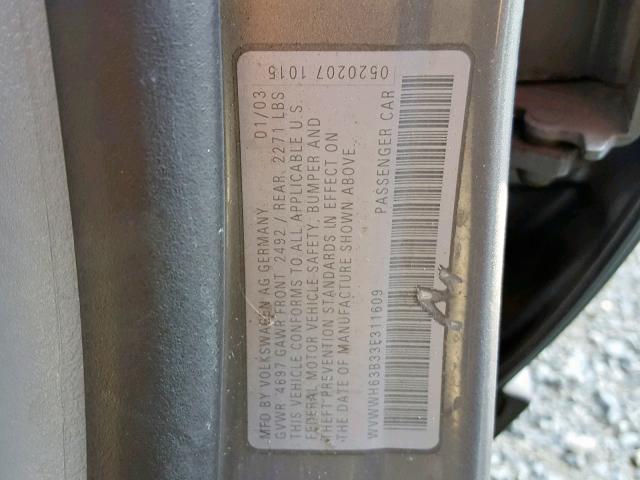 MFD BY VOLKSWAGEN AG GERMANY 01/03
GVWR 4697 GAWR FRONT 2492 / REAR 2271 LBS
THIS VEHICLE CONFORMS TO ALL APPLICABLE U.S.
FEDERAL MOTOR VEHICLE SAFETY, BUMPER AND
THEFT PREVENTION STANDARDS IN EFFECT ON
THE DATE OF MANUFACTURE SHOWN ABOVE.
WVWWH63B33E311609 PASSENGER CAR
0520207 1015